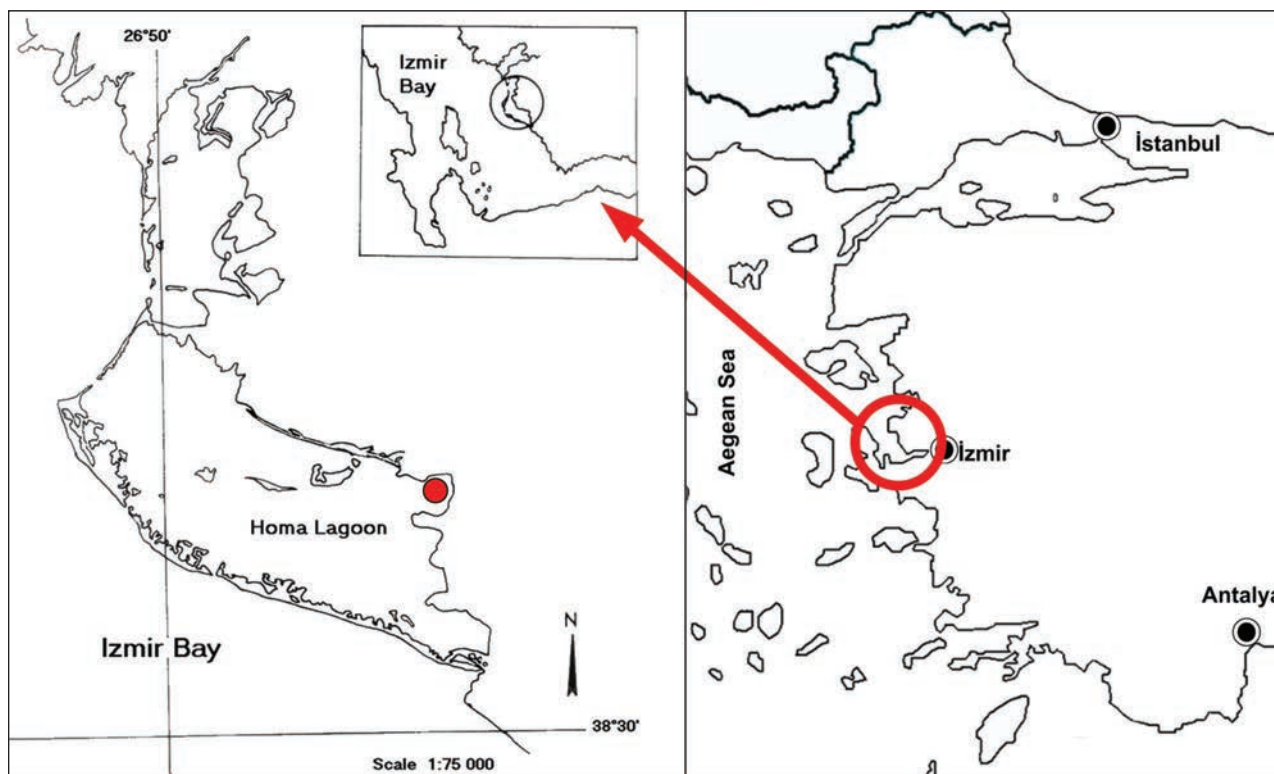 26°50'
Izmir
Bay
Homa Lagoon
Izmir Bay
N
38°30'
Scale 1:75 000
İstanbul
Aegean Sea
İzmir
Antalya